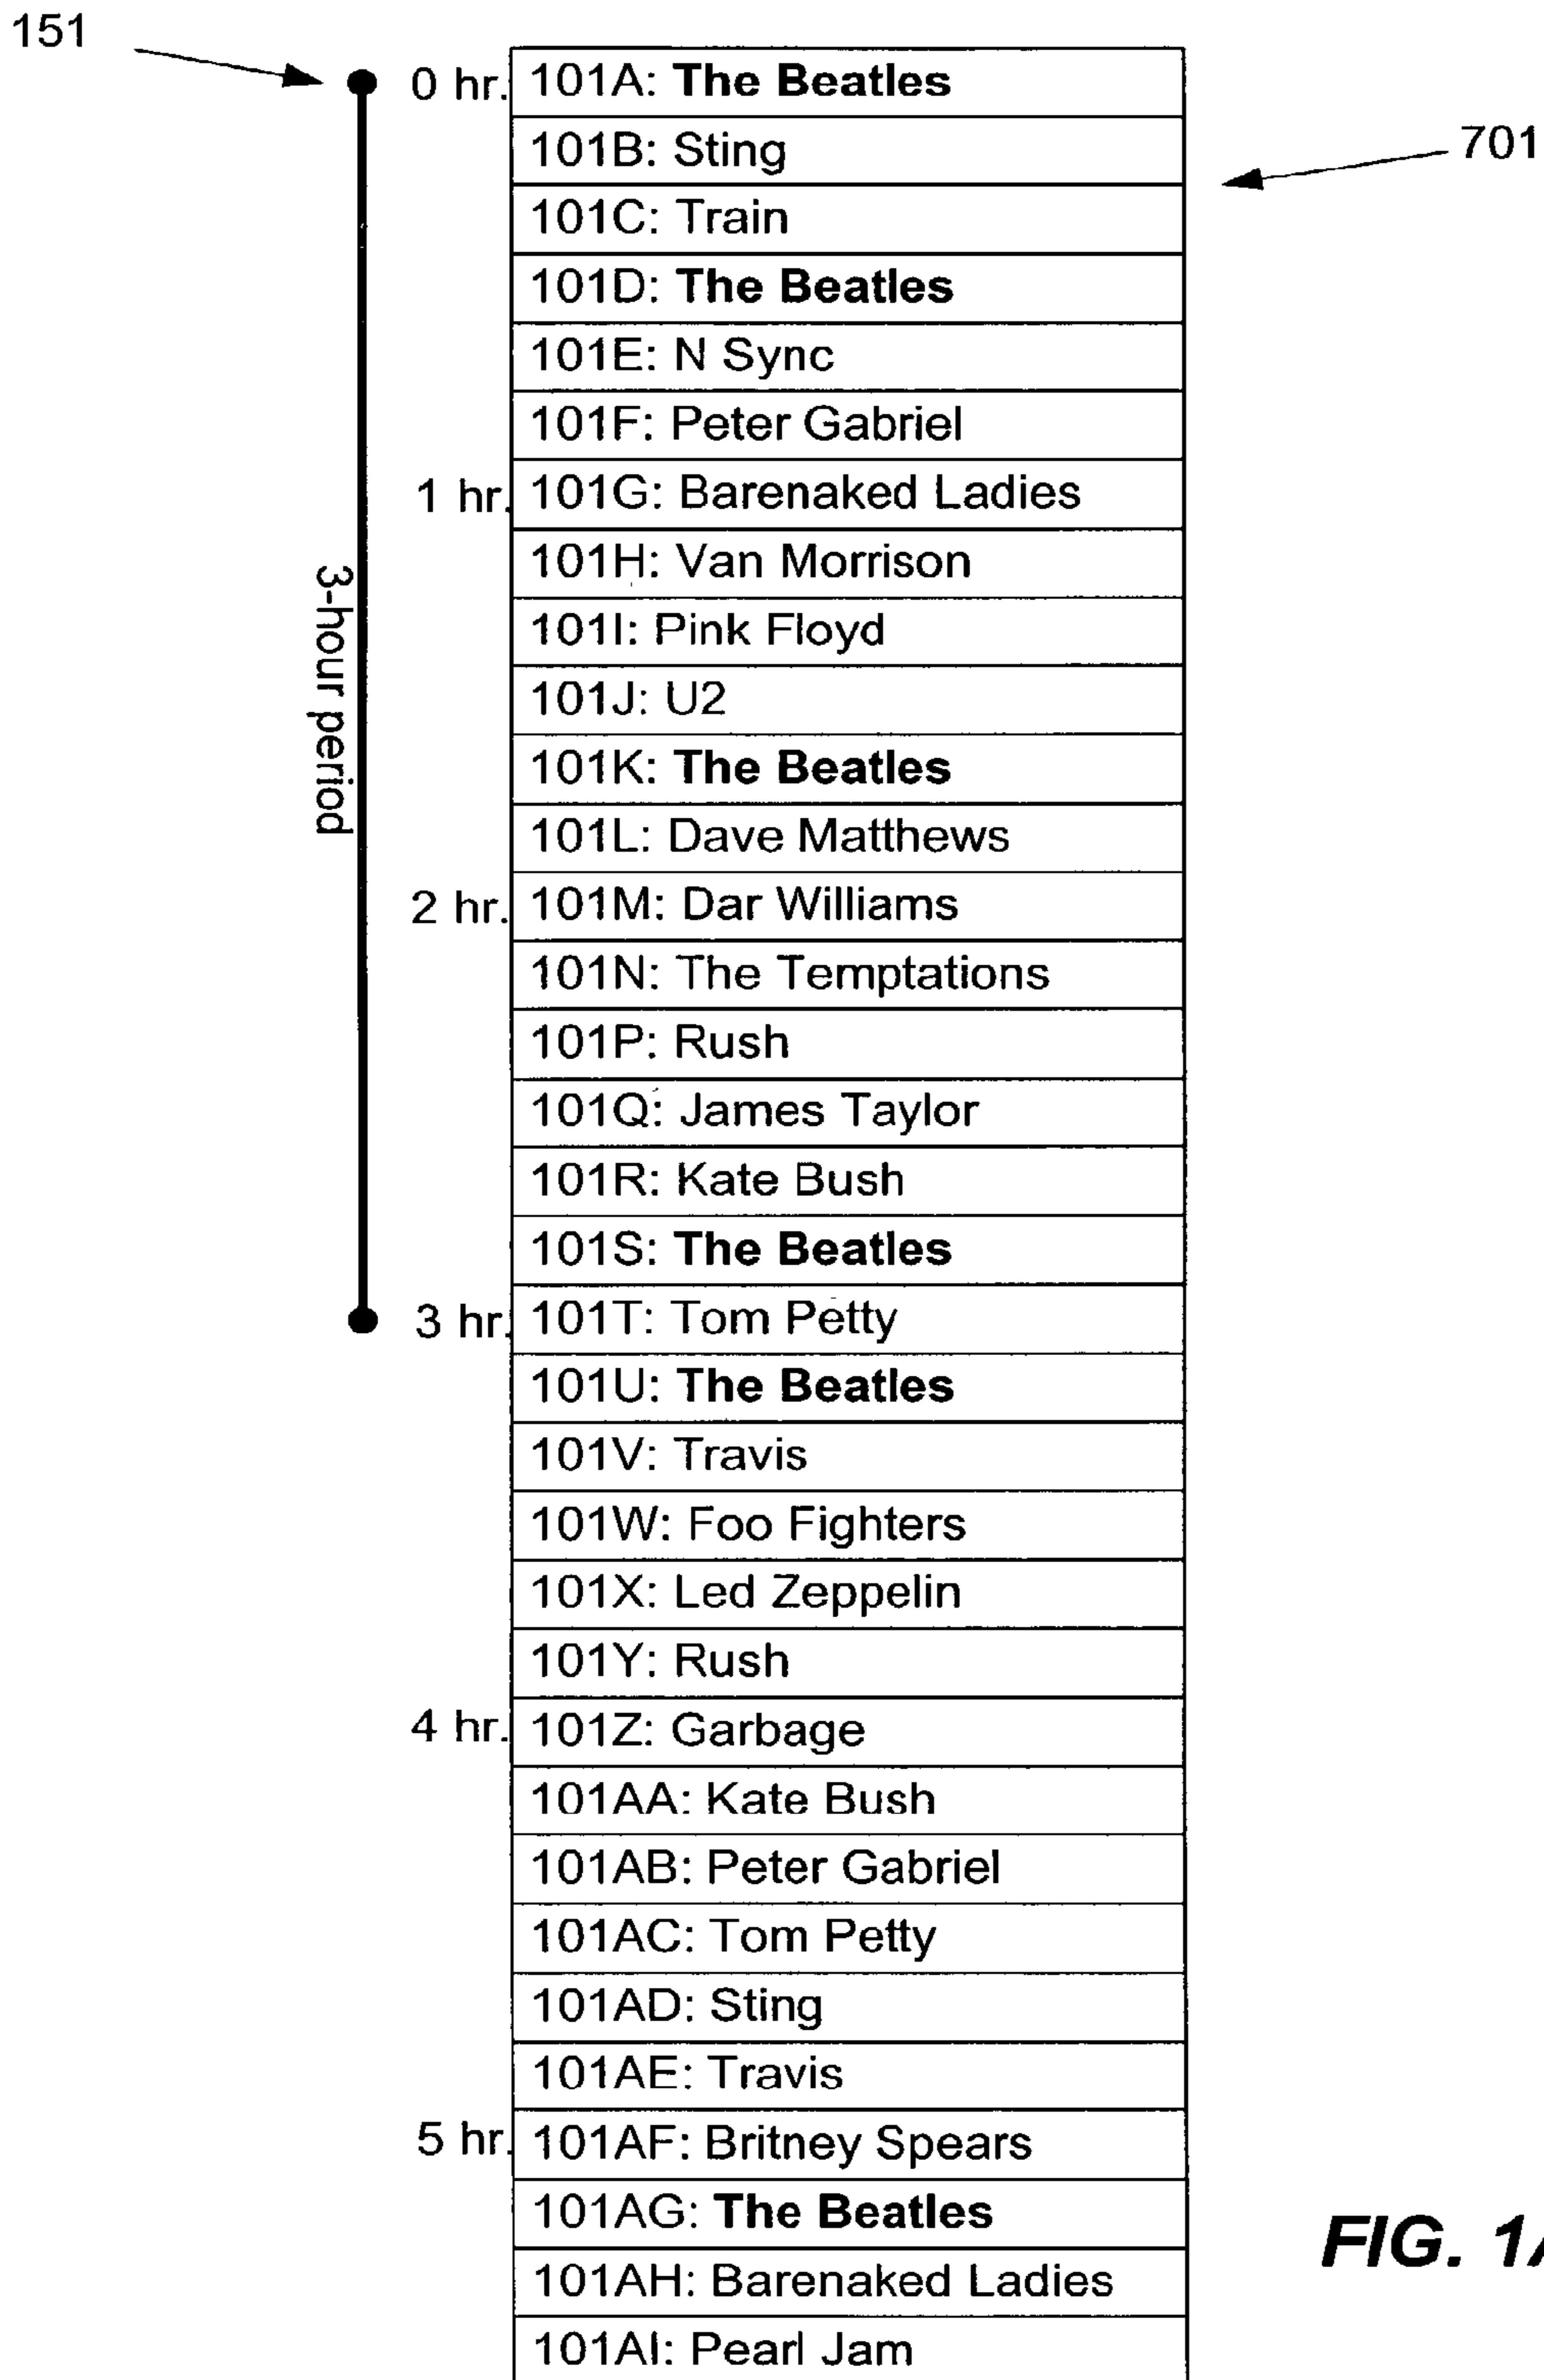 151
0 hr. 101A: The Beatles
101B: Sting
701
101C: Train
101D: The Beatles
101E: N Sync
101F: Peter Gabriel
1 hr. 101G: Barenaked Ladies
101H: Van Morrison
3-hour period
101I: Pink Floyd
101J: U2
101K: The Beatles
101L: Dave Matthews
2 hr. 101M: Dar Williams
101N: The Temptations
101P: Rush
101Q: James Taylor
101R: Kate Bush
101S: The Beatles
3 hr. 101T: Tom Petty
101U: The Beatles
101V: Travis
101W: Foo Fighters
101X: Led Zeppelin
101Y: Rush
4 hr. 101Z: Garbage
101AA: Kate Bush
101AB: Peter Gabriel
101AC: Tom Petty
101AD: Sting
101AE: Travis
5 hr. 101AF: Britney Spears
101AG: The Beatles
FIG. 1A
101AH: Barenaked Ladies
101AI: Pearl Jam